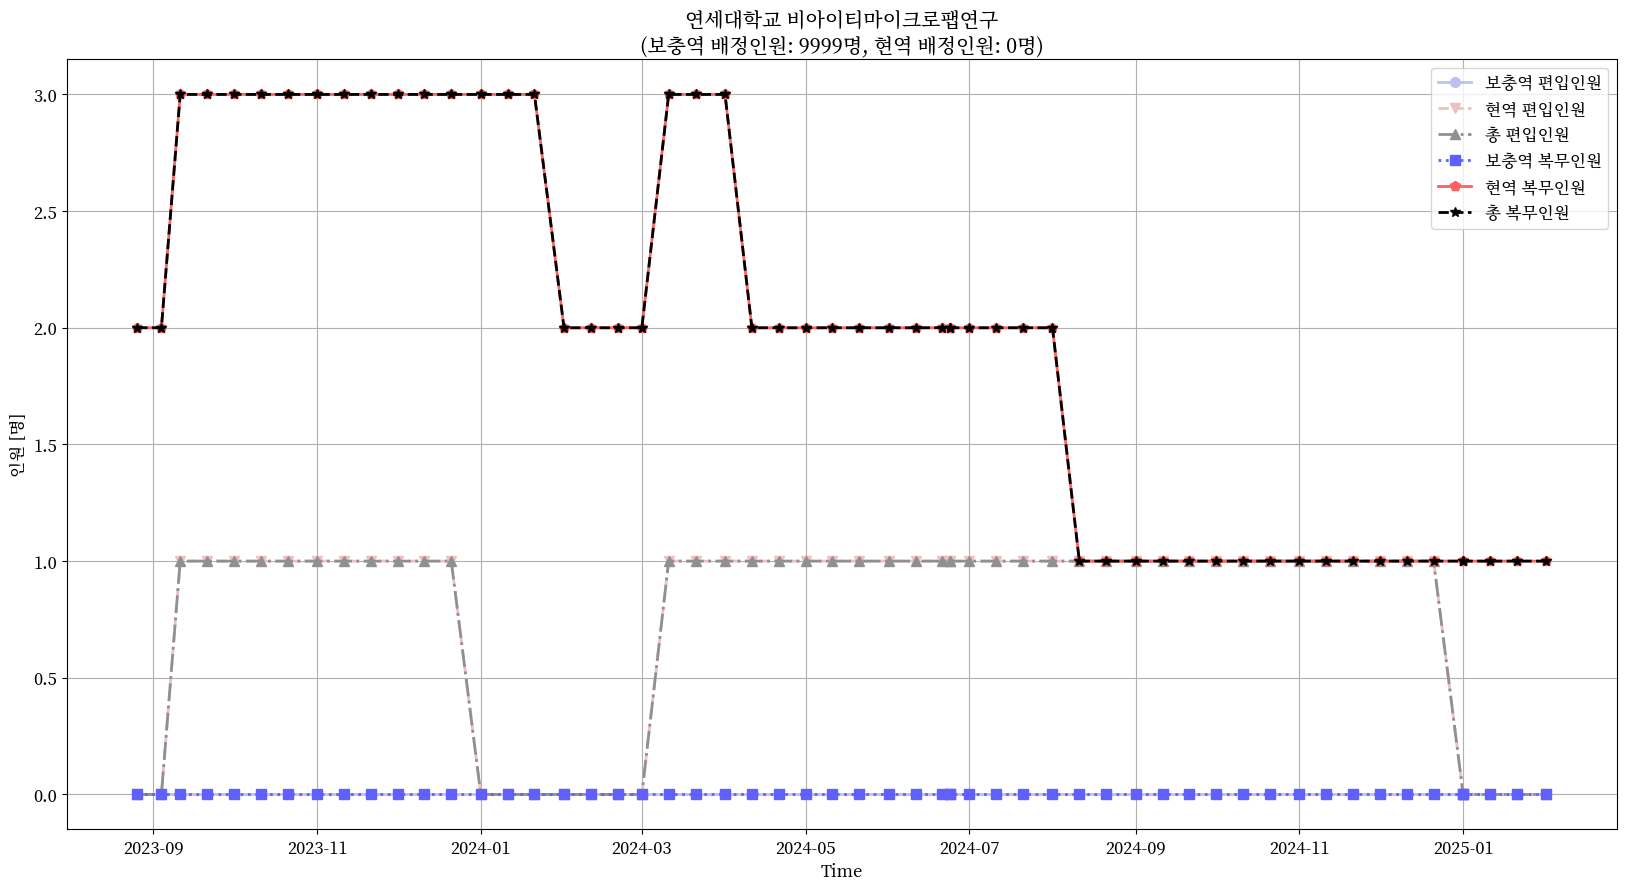 연세대학교 비아이티마이크로팹연구
(보충역 배정인원: 9999명, 현역 배정인원: 0명)
보충역 편입인원
현역 편입인원
총 편입인원
보충역 복무인원
현역 복무인원
총 복무인원
3.0
2.5
2.0
1.5
1.0
0.5
0.0
인원 [명]
2023-09
2023-11
2024-01
2024-03
2024-05
2024-07
2024-09
2024-11
2025-01
Time